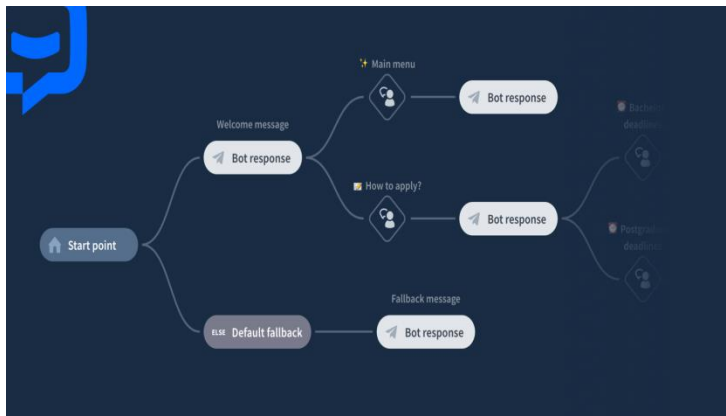 ✨ Main menu
Bot response
Welcome message
Bot response
📝 How to apply?
Bot response
Start point
Fallback message
ELSE Default fallback
Bot response